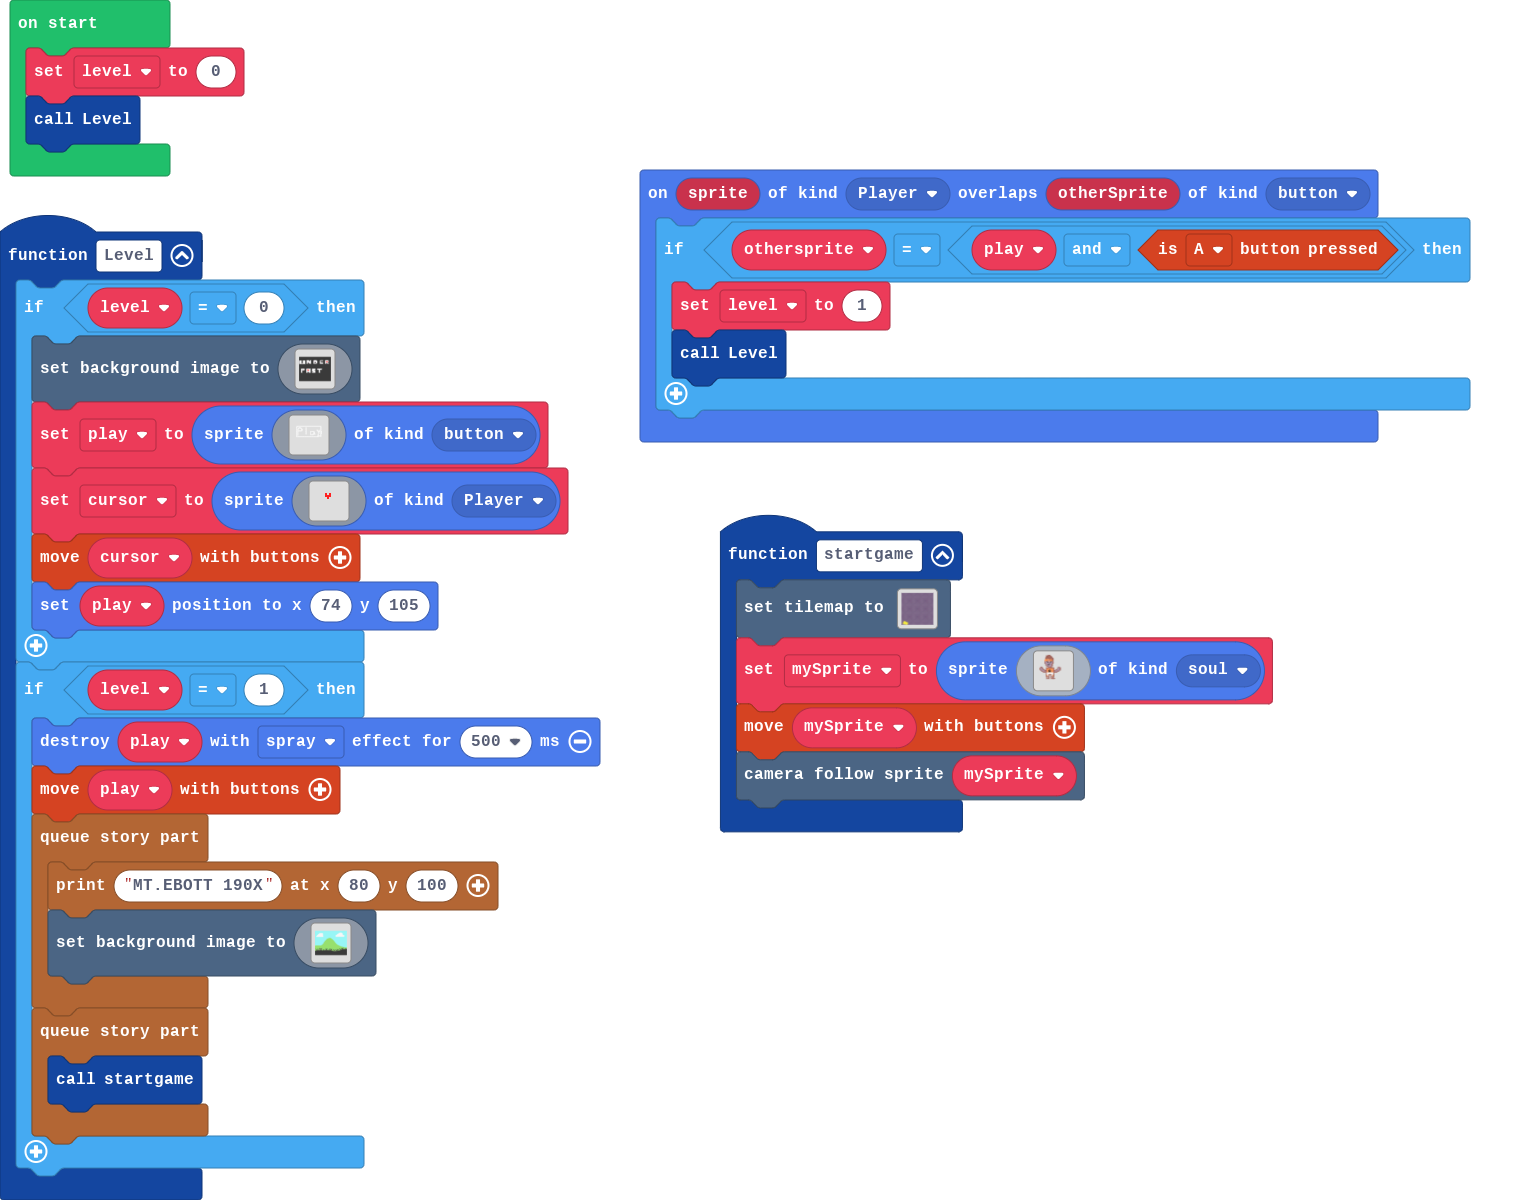 on start
set level to 0
call Level
on sprite of kind Player overlaps otherSprite of kind button
if othersprite = play and is A button pressed then
set level to 1
call Level
function Level
if level = 0 then
set background image to
set play to sprite Play of kind button
set cursor to sprite of kind Player
move cursor with buttons
set play position to x 74 y 105
if level = 1 then
destroy play with spray effect for 500 ms
move play with buttons
queue story part
print "MT.EBOTT 190X" at x 80 y 100
set background image to
queue story part
call startgame
function startgame
set tilemap to
set mySprite to sprite of kind soul
move mySprite with buttons
camera follow sprite mySprite